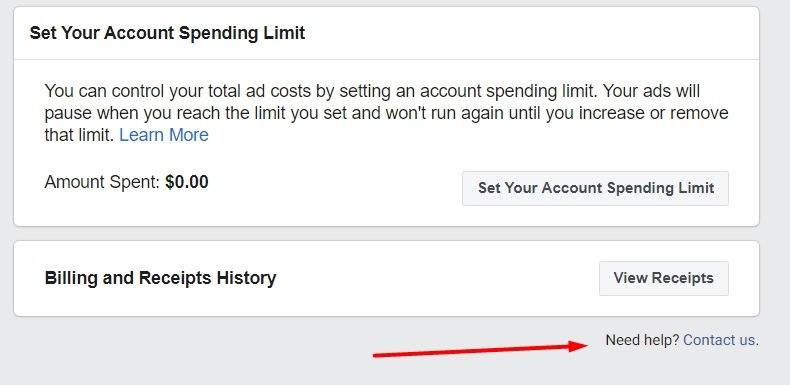 Set Your Account Spending Limit
You can control your total ad costs by setting an account spending limit. Your ads will
pause when you reach the limit you set and won't run again until you increase or remove
that limit. Learn More
Amount Spent: $0.00
Set Your Account Spending Limit
Billing and Receipts History
View Receipts
Need help? Contact us.